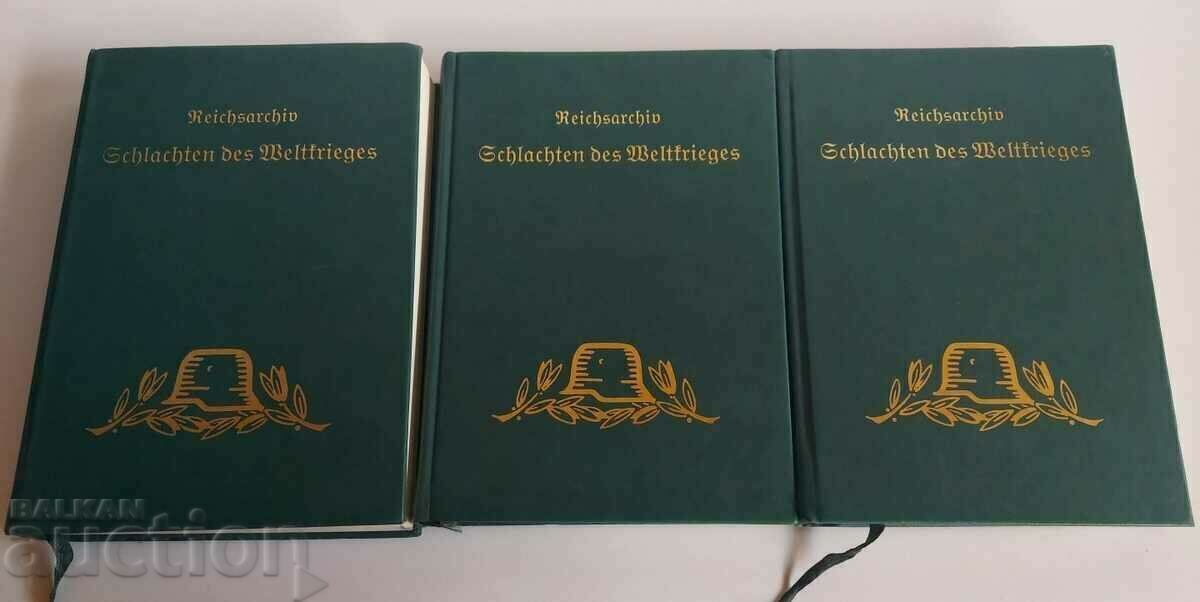 Reichsarchiv
Schlachten des Weltkrieges
Reichsarchiv
Schlachten des Weltkrieges
Reichsarchiv
Schlachten des Weltkrieges
BALKAN
auction